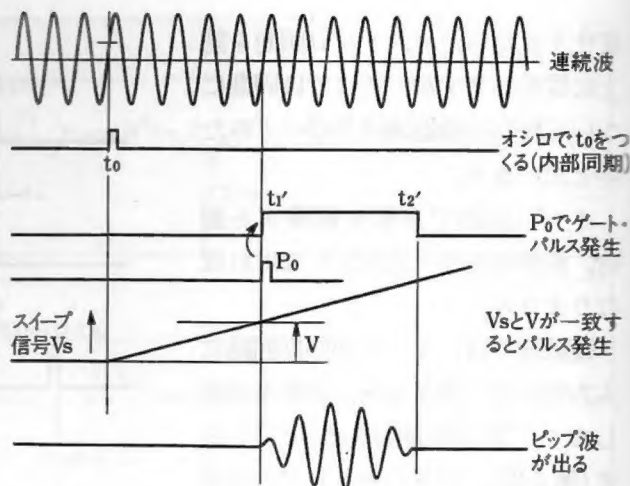 連続波
オシロでt₀をつ
くる(内部同期)
t₀
t₁′
t₂′
P₀でゲート・
パルス発生
P₀
スイープ
信号Vs
V
VsとVが一致す
るとパルス発生
ピップ波
が出る